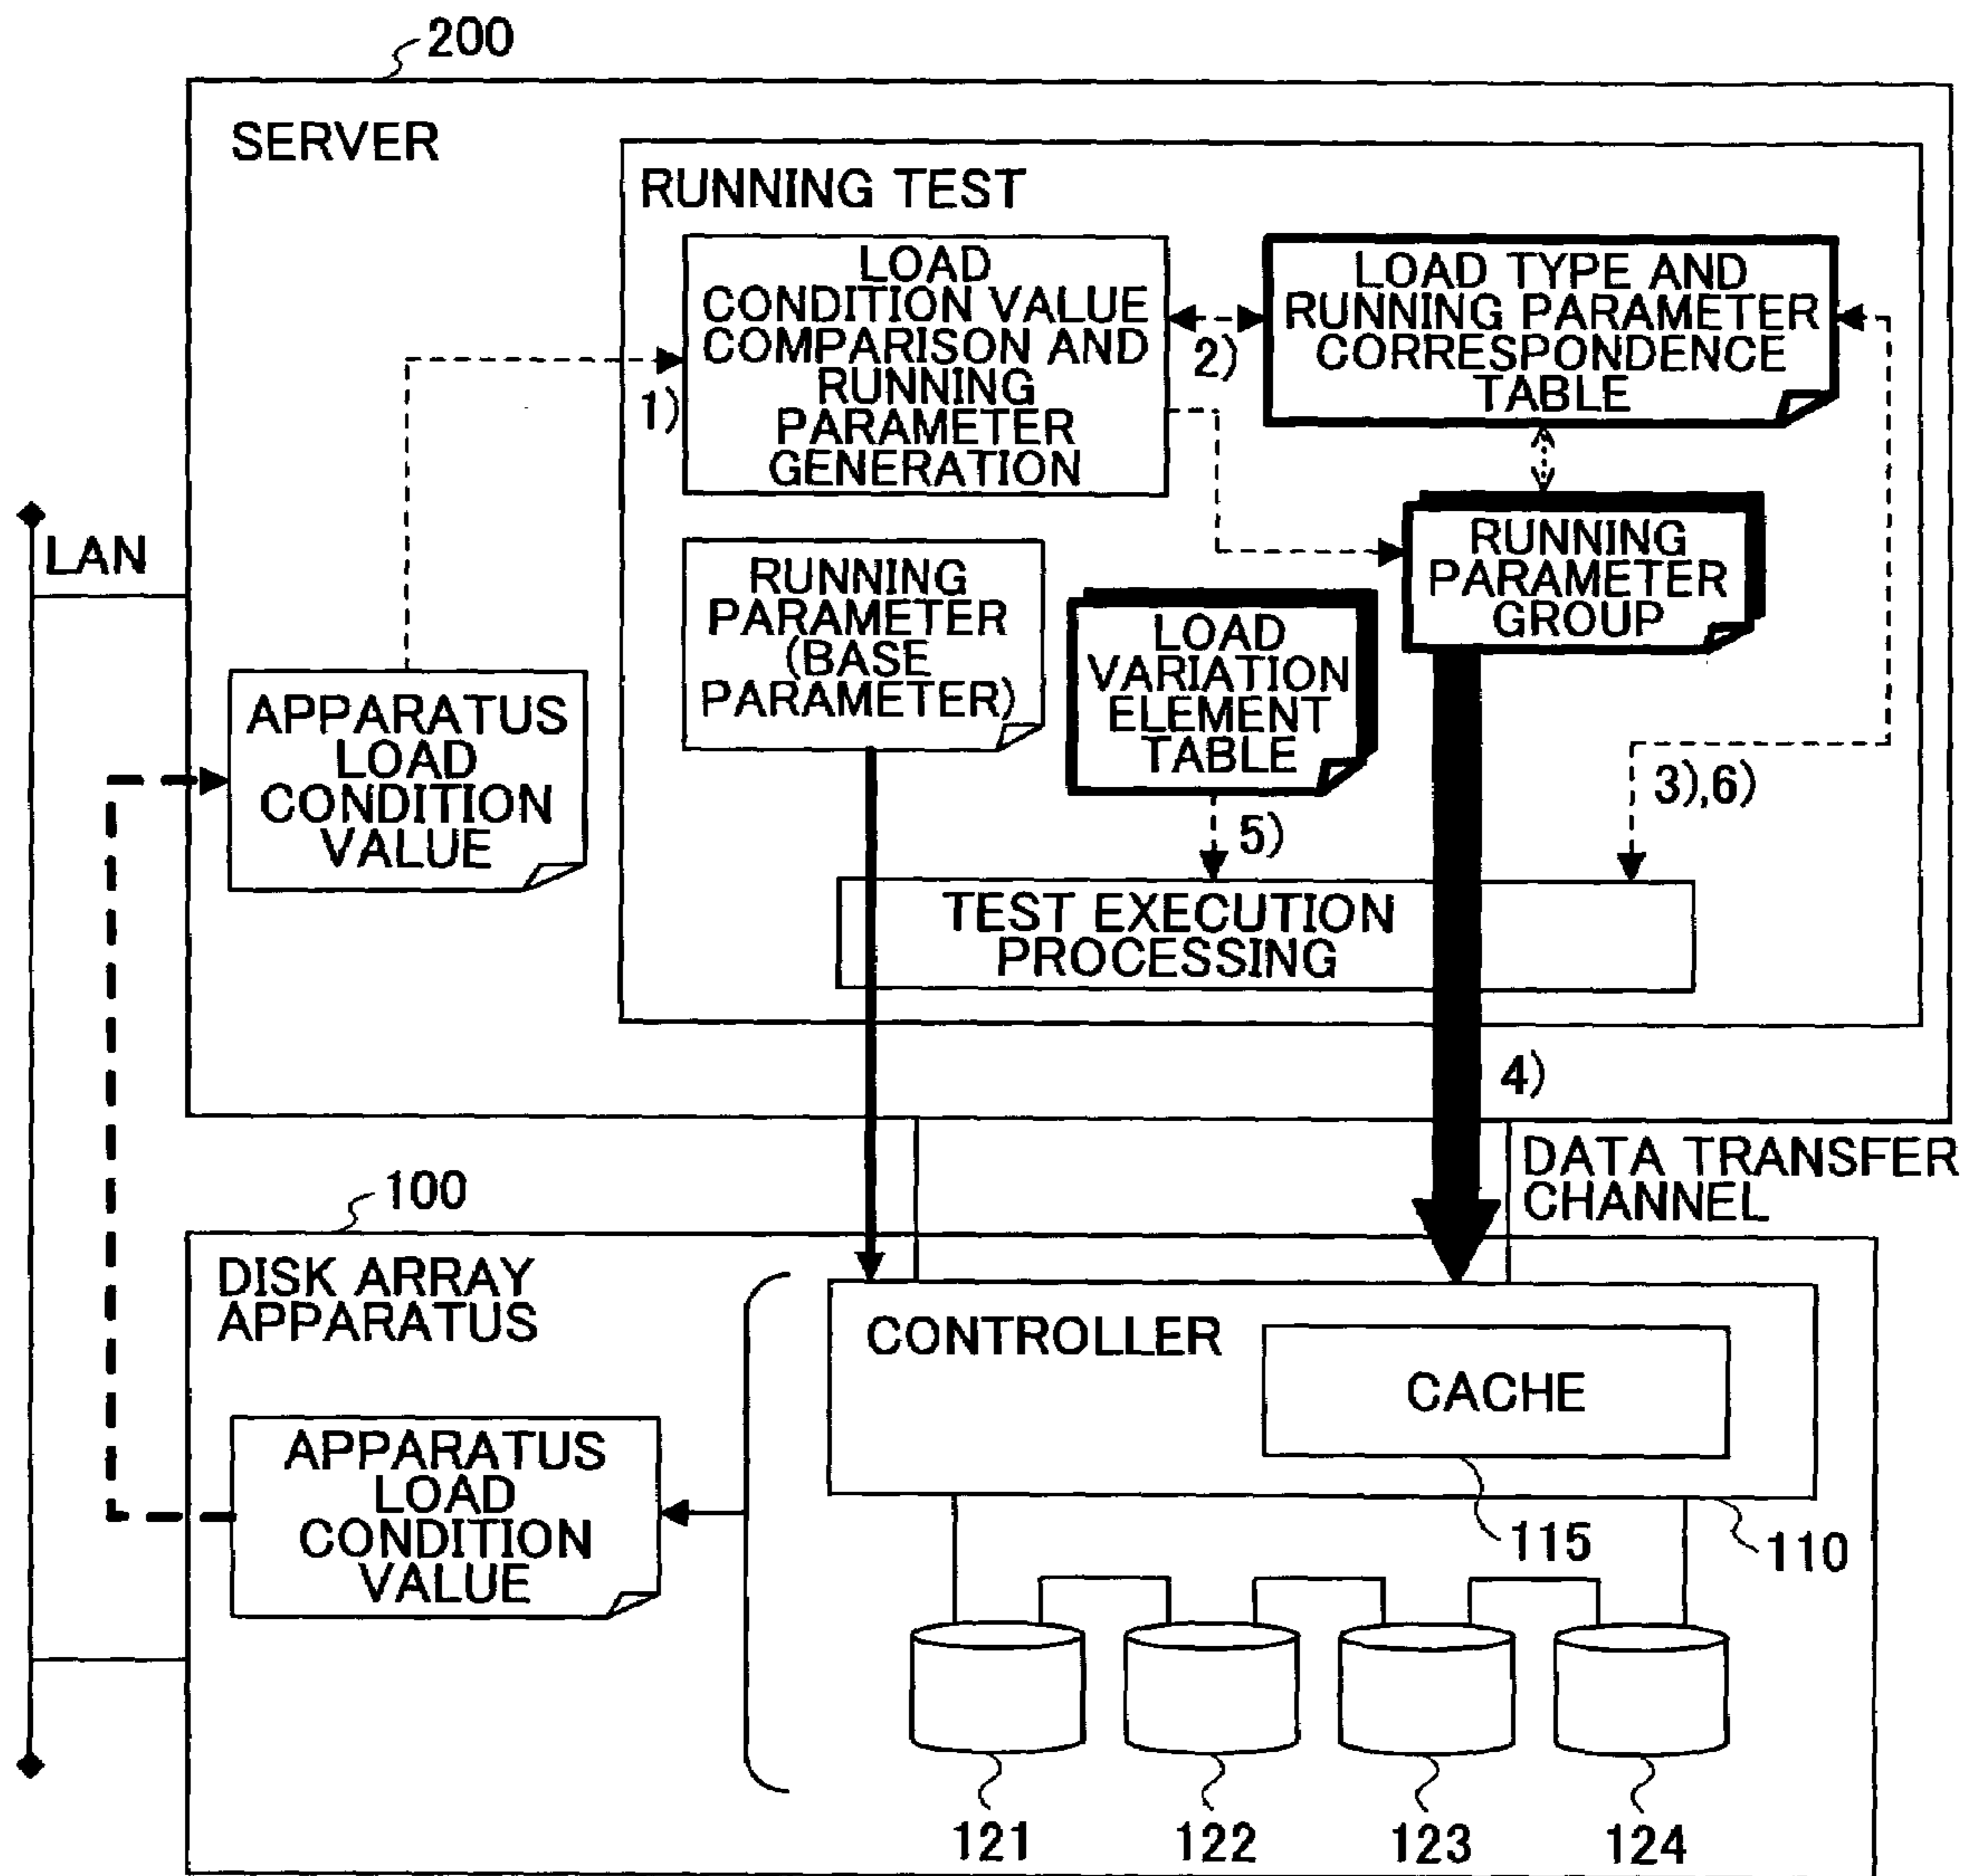 200
SERVER
RUNNING TEST
LOAD
CONDITION VALUE
COMPARISON AND
RUNNING
PARAMETER
GENERATION
1)
2)
LOAD TYPE AND
RUNNING PARAMETER
CORRESPONDENCE
TABLE
LAN
RUNNING
PARAMETER
(BASE
PARAMETER)
LOAD
VARIATION
ELEMENT
TABLE
RUNNING
PARAMETER
GROUP
APPARATUS
LOAD
CONDITION
VALUE
3),6)
5)
TEST EXECUTION
PROCESSING
4)
DATA TRANSFER
CHANNEL
100
DISK ARRAY
APPARATUS
CONTROLLER
CACHE
APPARATUS
LOAD
CONDITION
VALUE
115
110
121
122
123
124